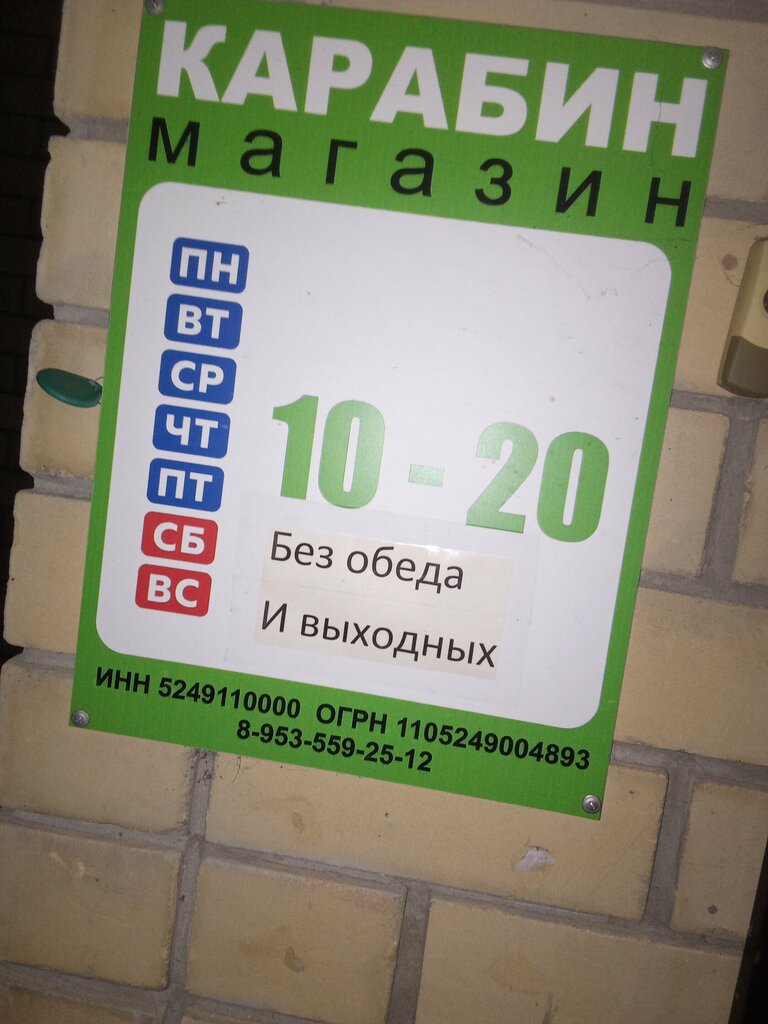 КАРАБИН
магазин
ПН
ВТ
СР
ЧТ
ПТ
СБ
ВС
10 - 20
Без обеда
И выходных
ИНН 5249110000 ОГРН 1105249004893
8-953-559-25-12